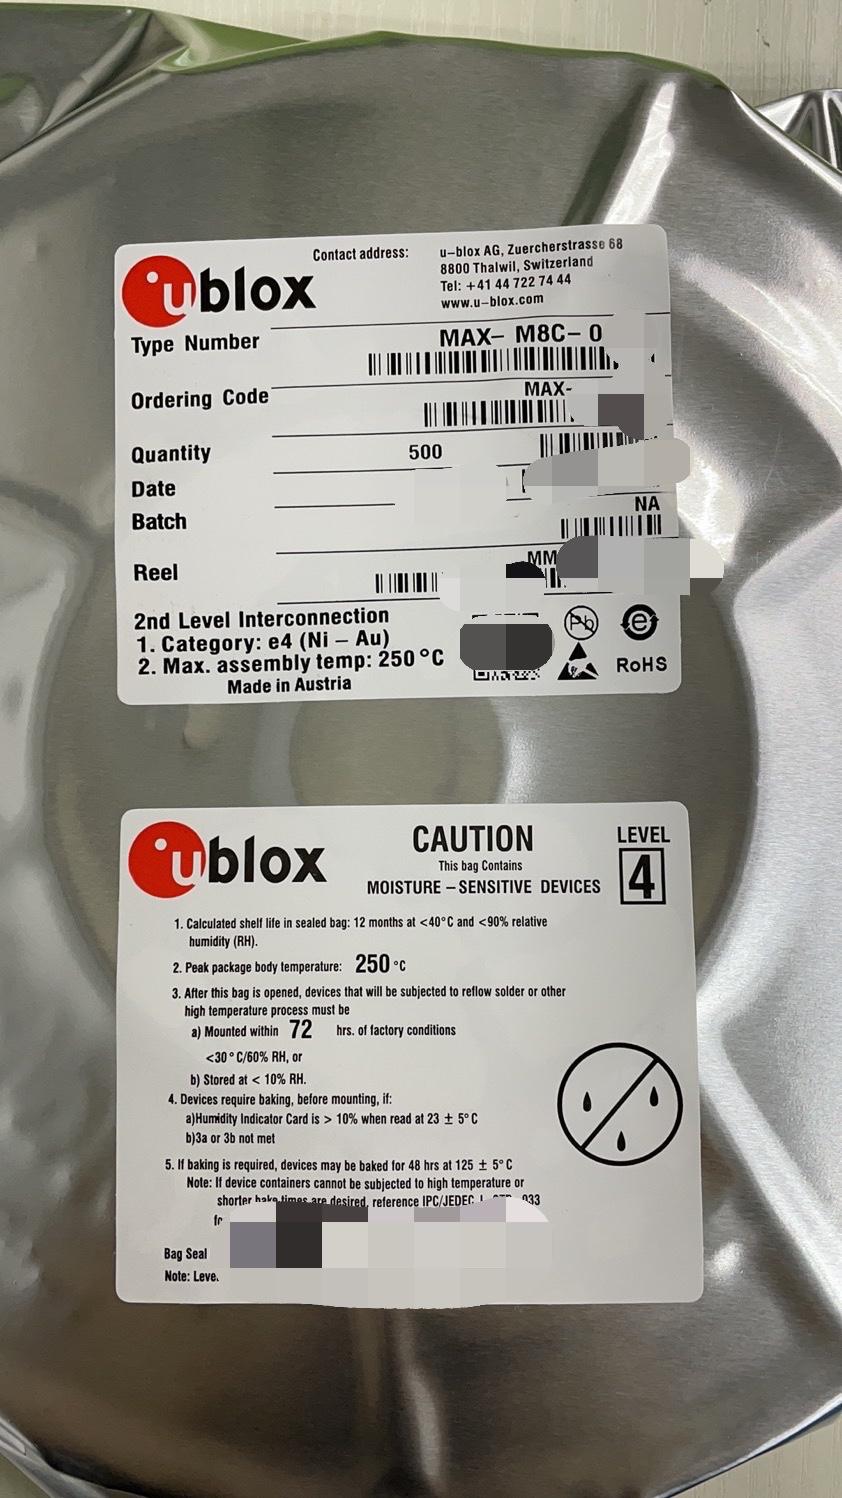 ublox
Contact address:
u-blox AG, Zuercherstrasse 68
8800 Thalwil, Switzerland
Tel: +41 44 722 74 44
www.u-blox.com
Type Number MAX- M8C- 0
Ordering Code MAX-
Quantity 500
Date
Batch NA
Reel MM
2nd Level Interconnection
1. Category: e4 (Ni – Au)
2. Max. assembly temp: 250 °C
Made in Austria
Pb
e
RoHS
ublox
CAUTION
This bag Contains
MOISTURE – SENSITIVE DEVICES
LEVEL
4
1. Calculated shelf life in sealed bag: 12 months at <40°C and <90% relative
humidity (RH).
2. Peak package body temperature: 250 °C
3. After this bag is opened, devices that will be subjected to reflow solder or other
high temperature process must be
a) Mounted within 72 hrs. of factory conditions
<30°C/60% RH, or
b) Stored at < 10% RH.
4. Devices require baking, before mounting, if:
a)Humidity Indicator Card is > 10% when read at 23 ± 5°C
b)3a or 3b not met
5. If baking is required, devices may be baked for 48 hrs at 125 ± 5°C
Note: If device containers cannot be subjected to high temperature or
shorter bake times are desired, reference IPC/JEDEC 033
Bag Seal
Note: